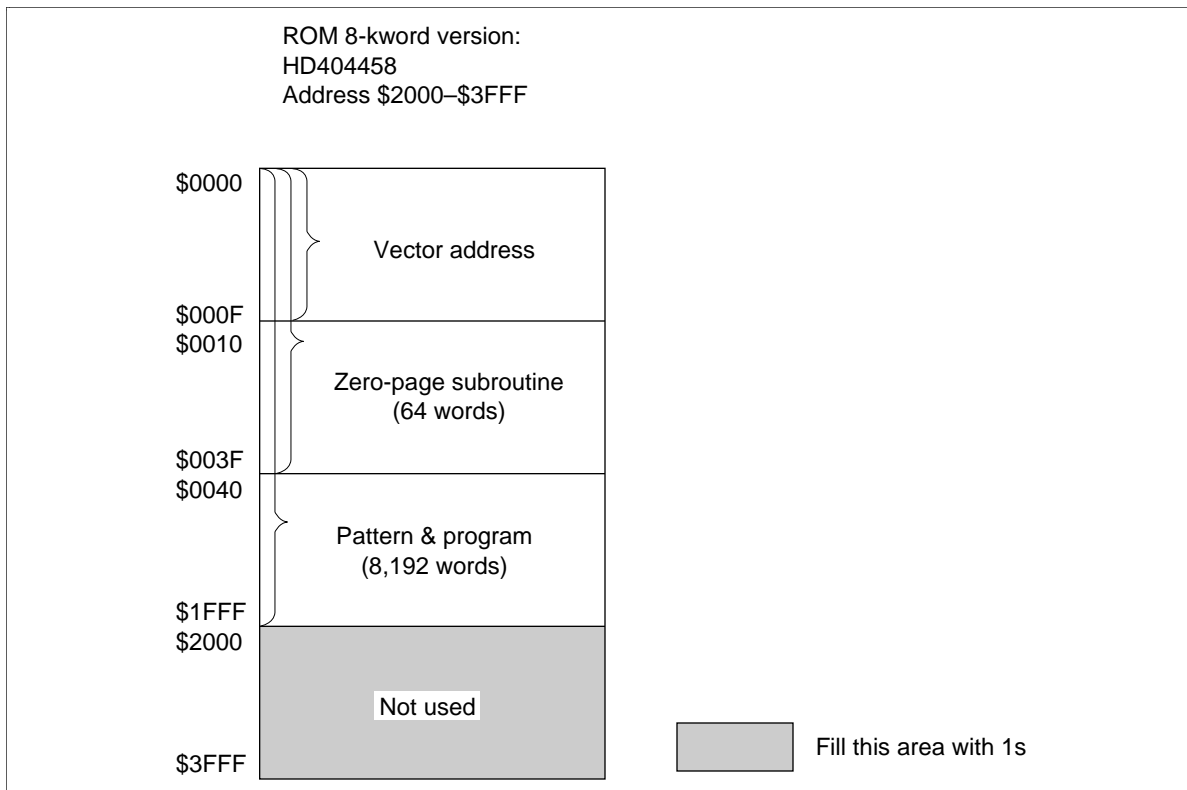 ROM 8-kword version:
HD404458
Address $2000–$3FFF
$0000
Vector address
$000F
$0010
Zero-page subroutine
(64 words)
$003F
$0040
Pattern & program
(8,192 words)
$1FFF
$2000
Not used
$3FFF
Fill this area with 1s